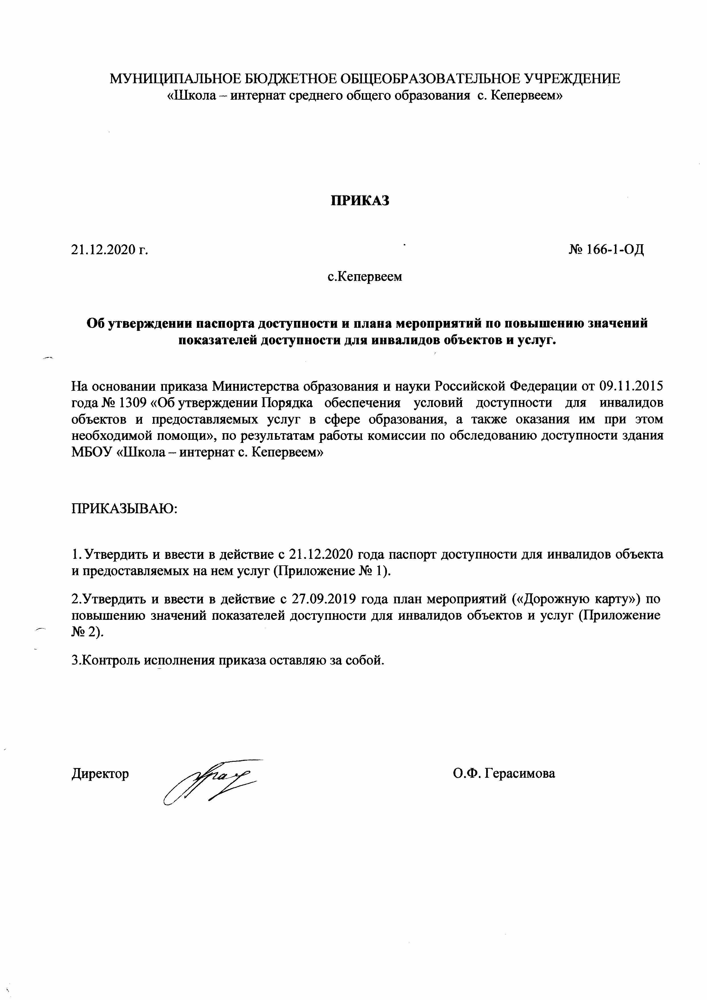 МУНИЦИПАЛЬНОЕ БЮДЖЕТНОЕ ОБЩЕОБРАЗОВАТЕЛЬНОЕ УЧРЕЖДЕНИЕ
«Школа – интернат среднего общего образования с. Кепервеем»
ПРИКАЗ
21.12.2020 г. № 166-1-ОД
с.Кепервеем
Об утверждении паспорта доступности и плана мероприятий по повышению значений
показателей доступности для инвалидов объектов и услуг.
На основании приказа Министерства образования и науки Российской Федерации от 09.11.2015
года № 1309 «Об утверждении Порядка обеспечения условий доступности для инвалидов
объектов и предоставляемых услуг в сфере образования, а также оказания им при этом
необходимой помощи», по результатам работы комиссии по обследованию доступности здания
МБОУ «Школа – интернат с. Кепервеем»
ПРИКАЗЫВАЮ:
1. Утвердить и ввести в действие с 21.12.2020 года паспорт доступности для инвалидов объекта
и предоставляемых на нем услуг (Приложение № 1).
2.Утвердить и ввести в действие с 27.09.2019 года план мероприятий («Дорожную карту») по
повышению значений показателей доступности для инвалидов объектов и услуг (Приложение
№ 2).
3.Контроль исполнения приказа оставляю за собой.
Директор О.Ф. Герасимова